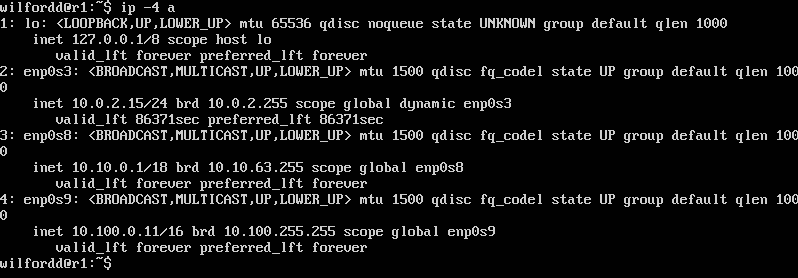 wilfordd@r1:~$ ip -4 a
1: lo: <LOOPBACK,UP,LOWER_UP> mtu 65536 qdisc noqueue state UNKNOWN group default qlen 1000
    inet 127.0.0.1/8 scope host lo
       valid_lft forever preferred_lft forever
2: enp0s3: <BROADCAST,MULTICAST,UP,LOWER_UP> mtu 1500 qdisc fq_codel state UP group default qlen 100
0
    inet 10.0.2.15/24 brd 10.0.2.255 scope global dynamic enp0s3
       valid_lft 86371sec preferred_lft 86371sec
3: enp0s8: <BROADCAST,MULTICAST,UP,LOWER_UP> mtu 1500 qdisc fq_codel state UP group default qlen 100
0
    inet 10.10.0.1/18 brd 10.10.63.255 scope global enp0s8
       valid_lft forever preferred_lft forever
4: enp0s9: <BROADCAST,MULTICAST,UP,LOWER_UP> mtu 1500 qdisc fq_codel state UP group default qlen 100
0
    inet 10.100.0.11/16 brd 10.100.255.255 scope global enp0s9
       valid_lft forever preferred_lft forever
wilfordd@r1:~$